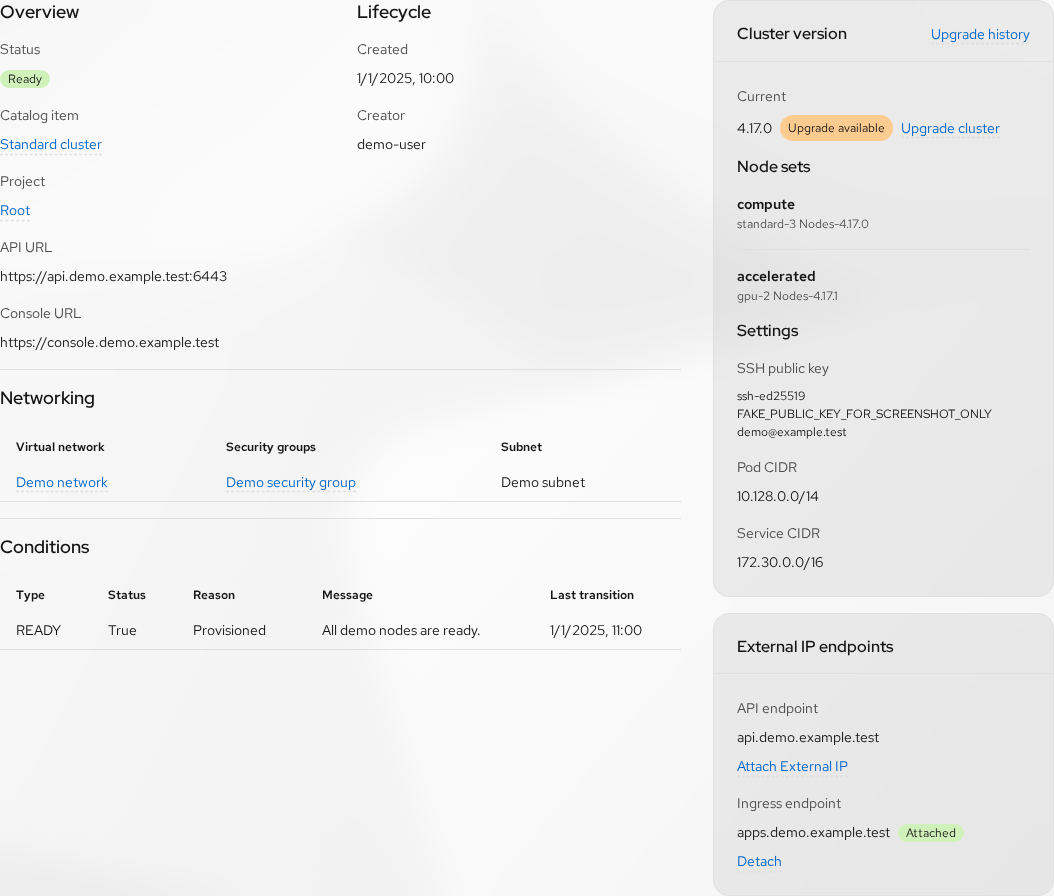 Overview
Status
Ready
Catalog item
Standard cluster
Project
Root
API URL
https://api.demo.example.test:6443
Console URL
https://console.demo.example.test
Lifecycle
Created
1/1/2025, 10:00
Creator
demo-user
Networking
Virtual network Security groups Subnet
Demo network Demo security group Demo subnet
Conditions
Type Status Reason Message Last transition
READY True Provisioned All demo nodes are ready. 1/1/2025, 11:00
Cluster version Upgrade history
Current
4.17.0 Upgrade available Upgrade cluster
Node sets
compute
standard-3 Nodes-4.17.0
accelerated
gpu-2 Nodes-4.17.1
Settings
SSH public key
ssh-ed25519
FAKE_PUBLIC_KEY_FOR_SCREENSHOT_ONLY
demo@example.test
Pod CIDR
10.128.0.0/14
Service CIDR
172.30.0.0/16
External IP endpoints
API endpoint
api.demo.example.test
Attach External IP
Ingress endpoint
apps.demo.example.test Attached
Detach